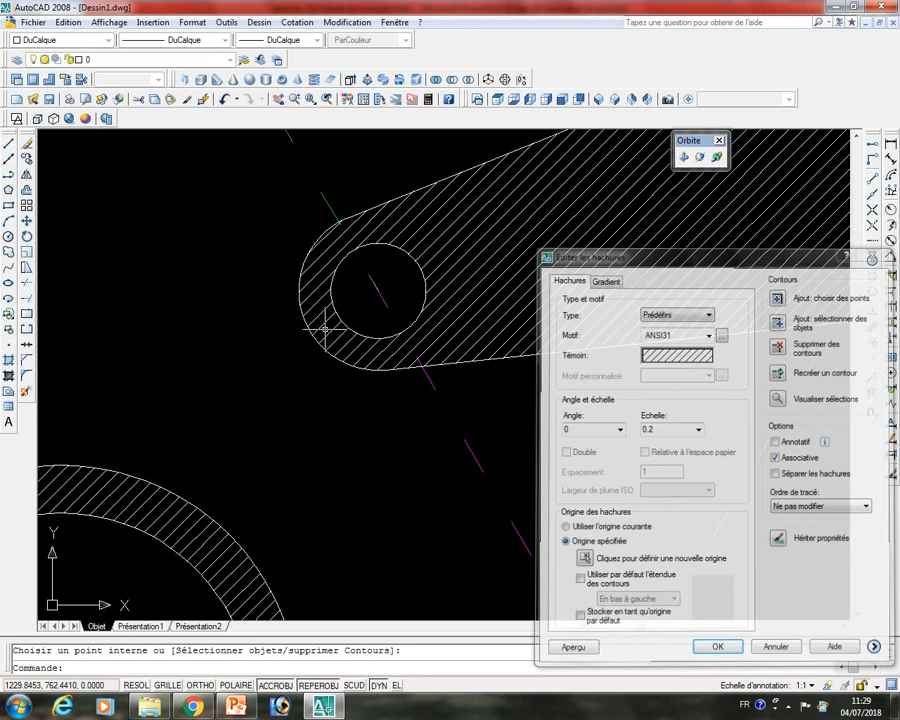 AutoCAD 2008 - [Dessin1.dwg]
Fichier Edition Affichage Insertion Format Outils Dessin Cotation Modification Fenêtre ?
Tapez une question pour obtenir de l'aide
DuCalque DuCalque DuCalque ParCouleur
0
Orbite
Editer les hachures
?
Hachures Gradient
Type et motif
Type: Prédéfini
Motif: ANSI31
Témoin:
Motif personnalisé:
Angle et échelle
Angle: Echelle:
0 0.2
Double Relative à l'espace papier
Espacement: 1
Largeur de plume ISO:
Origine des hachures
Utiliser l'origine courante
Origine spécifiée
Cliquez pour définir une nouvelle origine
Utiliser par défaut l'étendue
des contours
En bas à gauche
Stocker en tant qu'origine
par défaut
Contours
Ajout: choisir des points
Ajout: sélectionner des
objets
Supprimer des
contours
Recréer un contour
Visualiser sélections
Options
Annotatif
Associative
Séparer les hachures
Ordre de tracé:
Ne pas modifier
Hériter propriétés
Aperçu OK Annuler Aide
Y
X
A
Objet Présentation1 Présentation2
Choisir un point interne ou [Sélectionner objets/supprimer Contours]:
Commande:
1229.8453, 762.4410, 0.0000 RESOL GRILLE ORTHO POLAIRE ACCROBJ REPEROBJ SCUD DYN EL Echelle d'annotation: 1:1
FR
11:29
04/07/2018